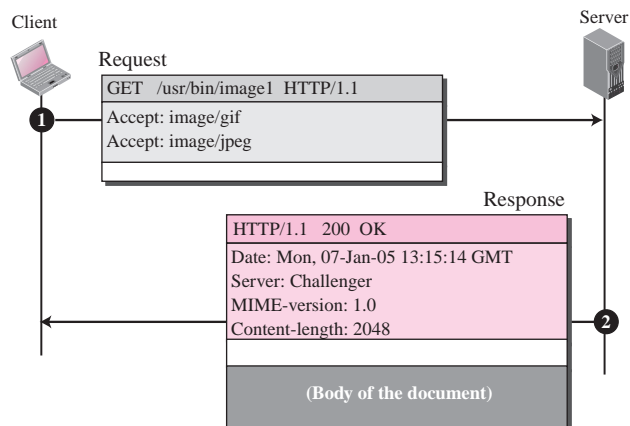 Client
Server
Request
GET /usr/bin/image1 HTTP/1.1
1
Accept: image/gif
Accept: image/jpeg
Response
HTTP/1.1 200 OK
Date: Mon, 07-Jan-05 13:15:14 GMT
Server: Challenger
MIME-version: 1.0
Content-length: 2048
2
(Body of the document)